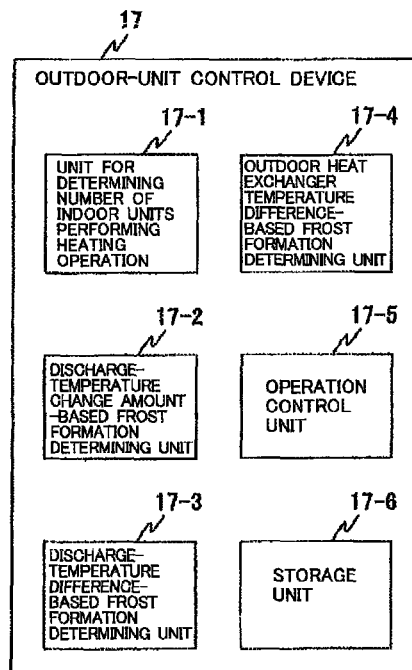 17
OUTDOOR-UNIT CONTROL DEVICE
17-1
UNIT FOR
DETERMINING
NUMBER OF
INDOOR UNITS
PERFORMING
HEATING
OPERATION
17-2
DISCHARGE-
TEMPERATURE
CHANGE AMOUNT
-BASED FROST
FORMATION
DETERMINING UNIT
17-3
DISCHARGE-
TEMPERATURE
DIFFERENCE-
BASED FROST
FORMATION
DETERMINING UNIT
17-4
OUTDOOR HEAT
EXCHANGER
TEMPERATURE
DIFFERENCE-
BASED FROST
FORMATION
DETERMINING UNIT
17-5
OPERATION
CONTROL
UNIT
17-6
STORAGE
UNIT